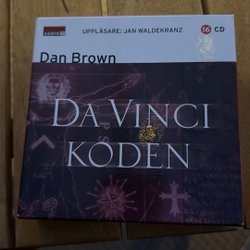 UPPLÄSARE: JAN WALDEKRANZ
16 CD
Dan Brown
DA VINCI
KODEN